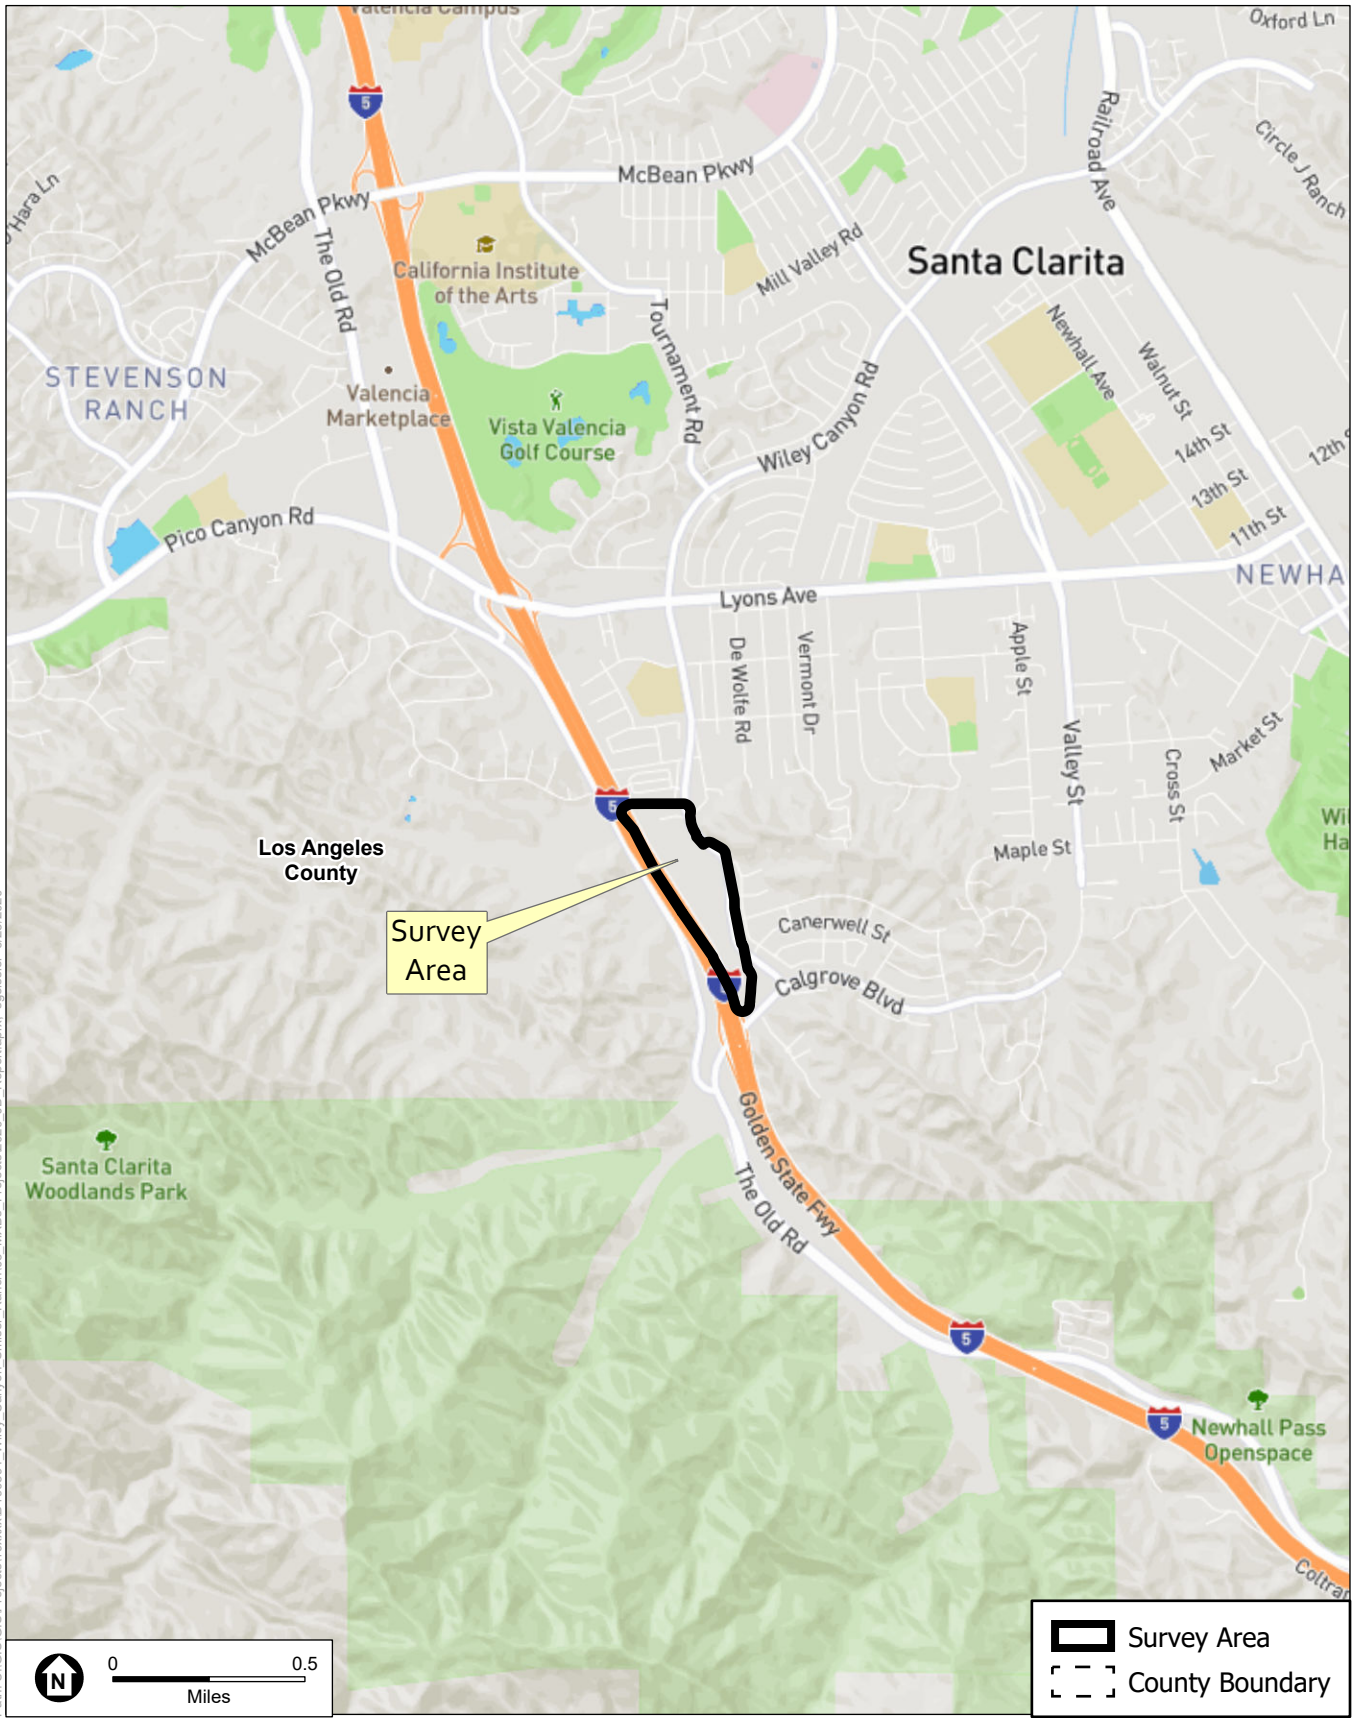 Valencia Campus
Oxford Ln
5
Railroad Ave
Circle J Ranch
McBean Pkwy
O'Hara Ln
McBean Pkwy
The Old Rd
Mill Valley Rd
Santa Clarita
California Institute
of the Arts
Tournament Rd
Newhall Ave
Walnut St
STEVENSON
RANCH
Valencia
Marketplace
Vista Valencia
Golf Course
Wiley Canyon Rd
14th St
12th
13th St
11th St
Pico Canyon Rd
NEWHA
Lyons Ave
De Wolfe Rd
Vermont Dr
Apple St
Valley St
Cross St
Market St
5
Wil
Ha
Los Angeles
County
Maple St
Survey
Area
Canerwell St
Calgrove Blvd
Golden State Fwy
The Old Rd
Santa Clarita
Woodlands Park
5
5
Newhall Pass
Openspace
Coltra
N
0
0.5
Miles
Survey Area
County Boundary